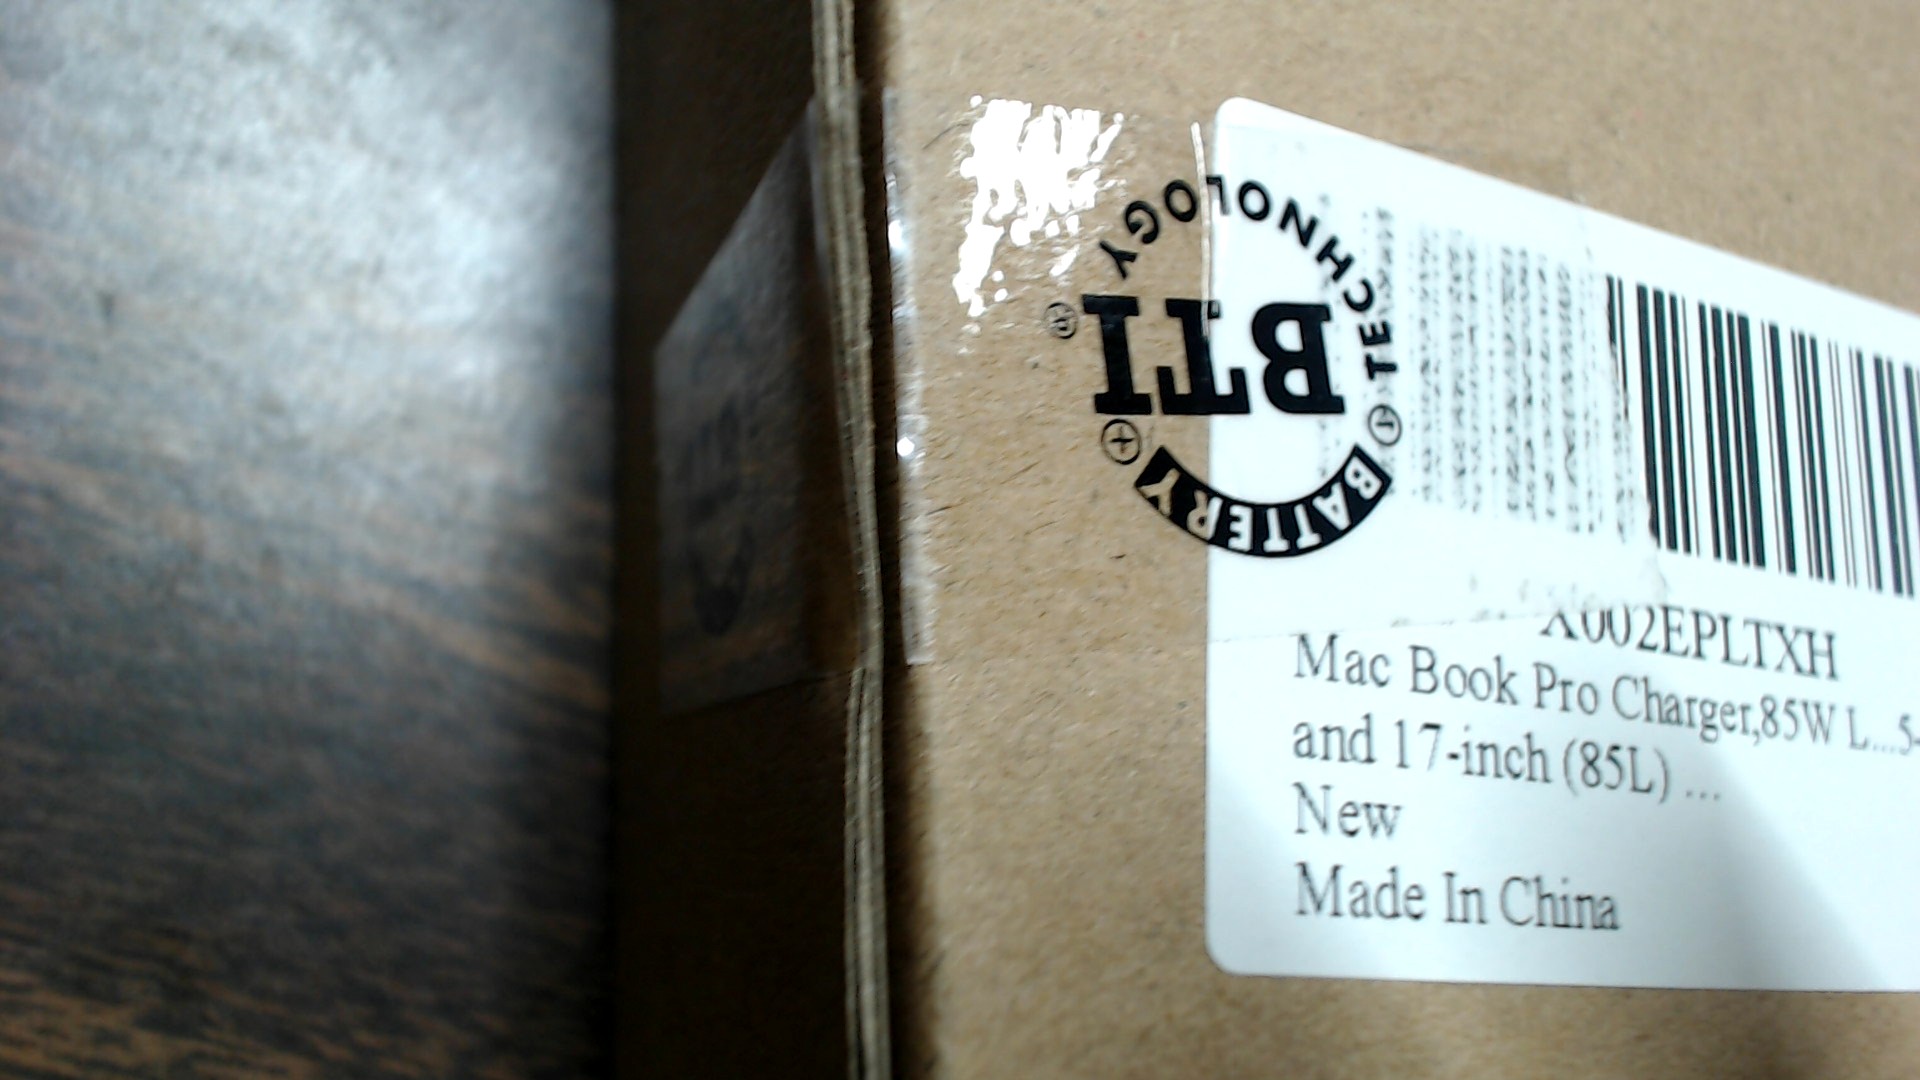 TECHNOLOGY
BTI
®
BATTERY
X002EPLTXH
Mac Book Pro Charger,85W L...5-
and 17-inch (85L) ...
New
Made In China